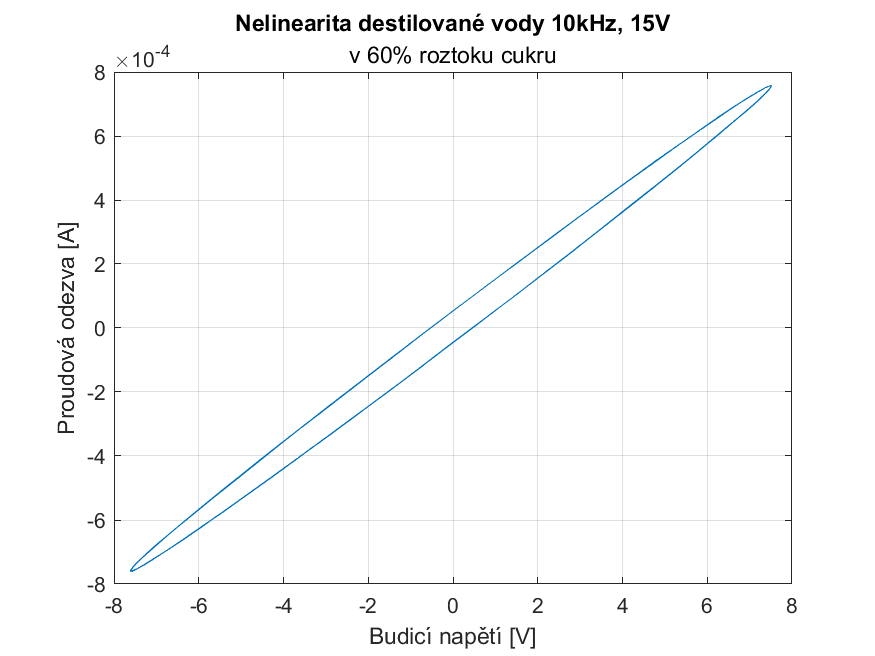 Nelinearita destilované vody 10kHz, 15V
v 60% roztoku cukru
×10^-4
8
6
4
2
0
-2
-4
-6
-8
Proudová odezva [A]
-8 -6 -4 -2 0 2 4 6 8
Budicí napětí [V]